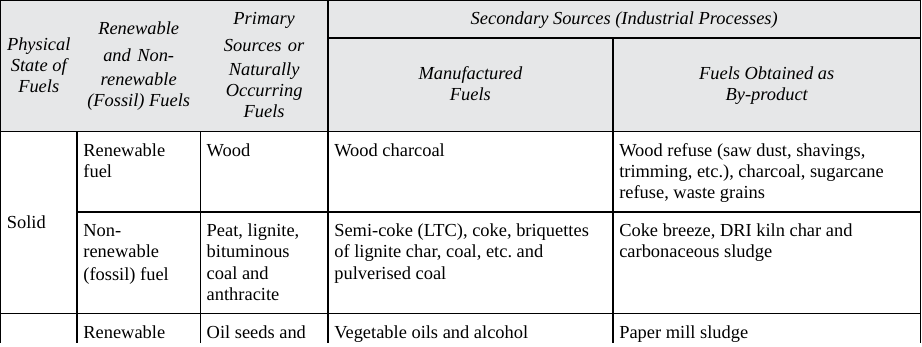 Physical
State of
Fuels
Renewable
and Non-
renewable
(Fossil) Fuels
Primary
Sources or
Naturally
Occurring
Fuels
Secondary Sources (Industrial Processes)
Manufactured
Fuels
Fuels Obtained as
By-product
Solid
Renewable
fuel
Wood
Wood charcoal
Wood refuse (saw dust, shavings,
trimming, etc.), charcoal, sugarcane
refuse, waste grains
Non-
renewable
(fossil) fuel
Peat, lignite,
bituminous
coal and
anthracite
Semi-coke (LTC), coke, briquettes
of lignite char, coal, etc. and
pulverised coal
Coke breeze, DRI kiln char and
carbonaceous sludge
Renewable
Oil seeds and
Vegetable oils and alcohol
Paper mill sludge